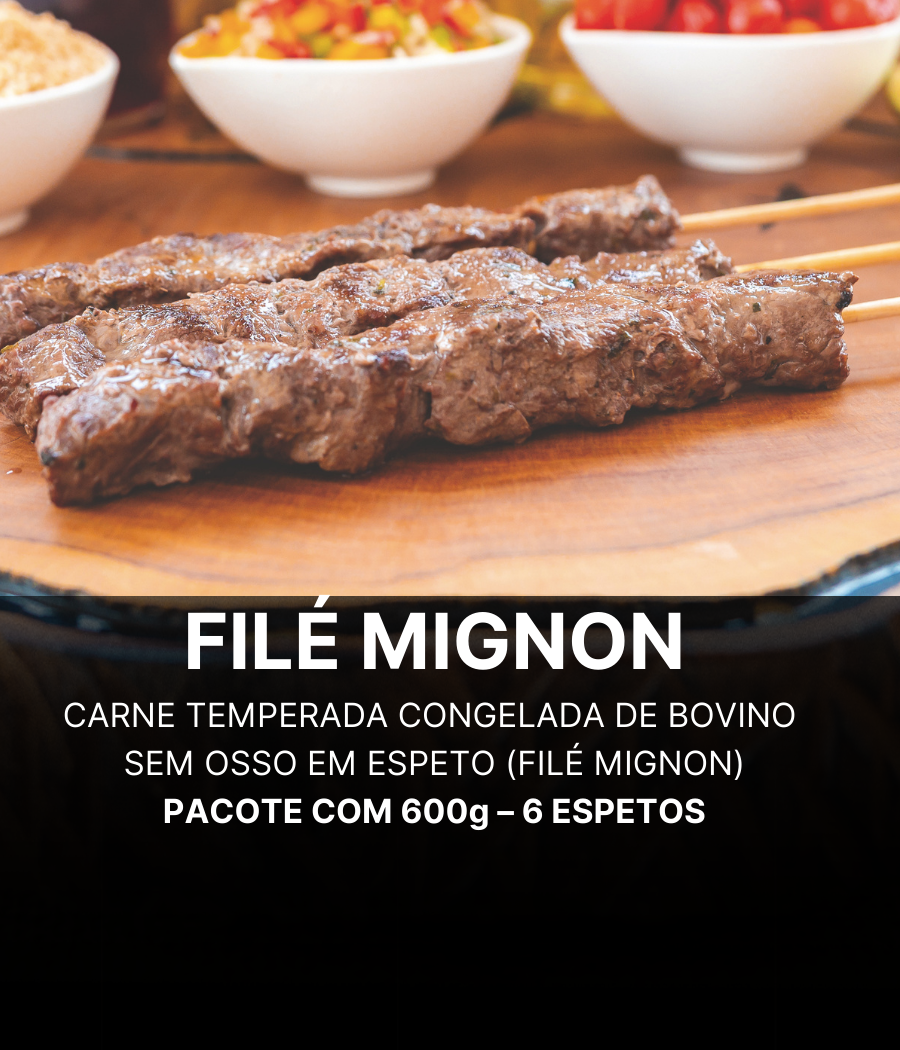 FILÉ MIGNON
CARNE TEMPERADA CONGELADA DE BOVINO
SEM OSSO EM ESPETO (FILÉ MIGNON)
PACOTE COM 600g – 6 ESPETOS